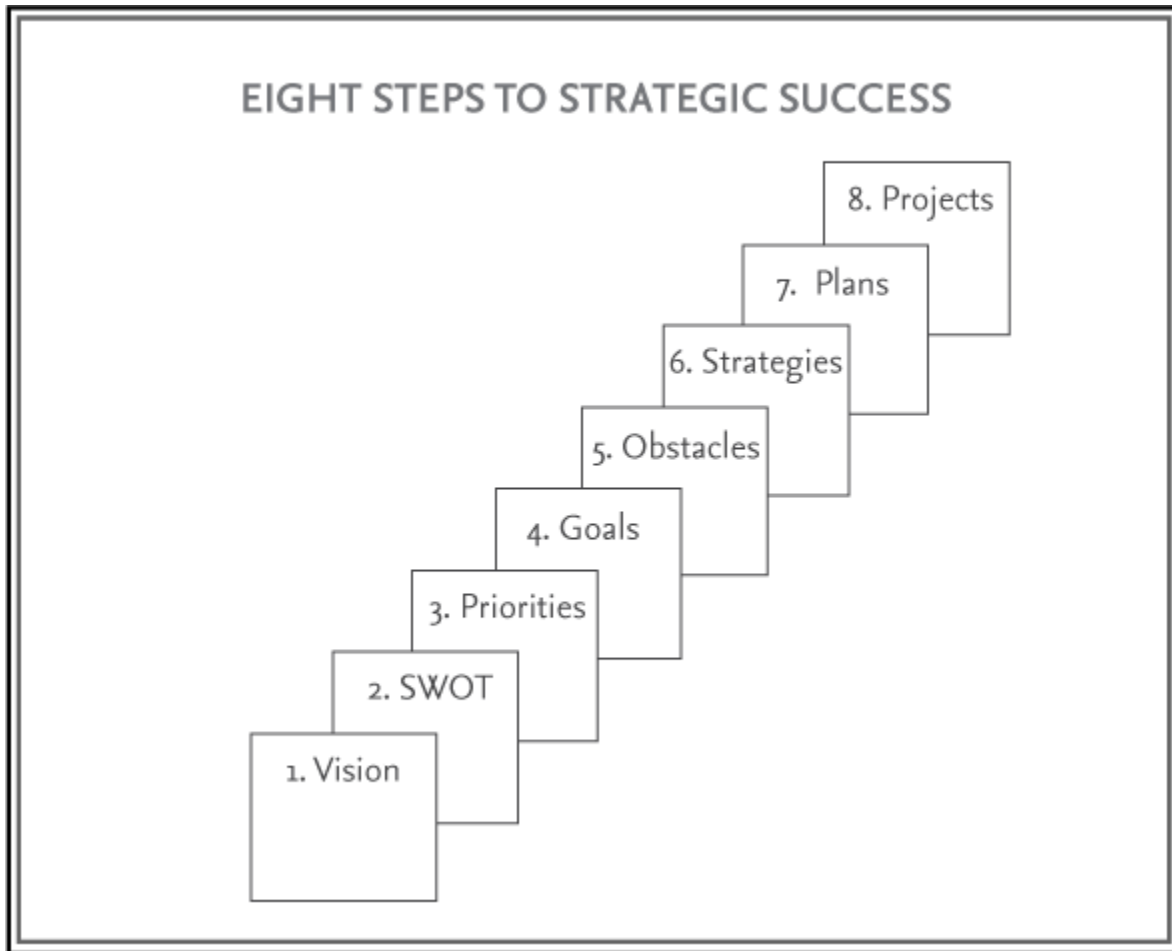 EIGHT STEPS TO STRATEGIC SUCCESS
8. Projects
7. Plans
6. Strategies
5. Obstacles
4. Goals
3. Priorities
2. SWOT
1. Vision